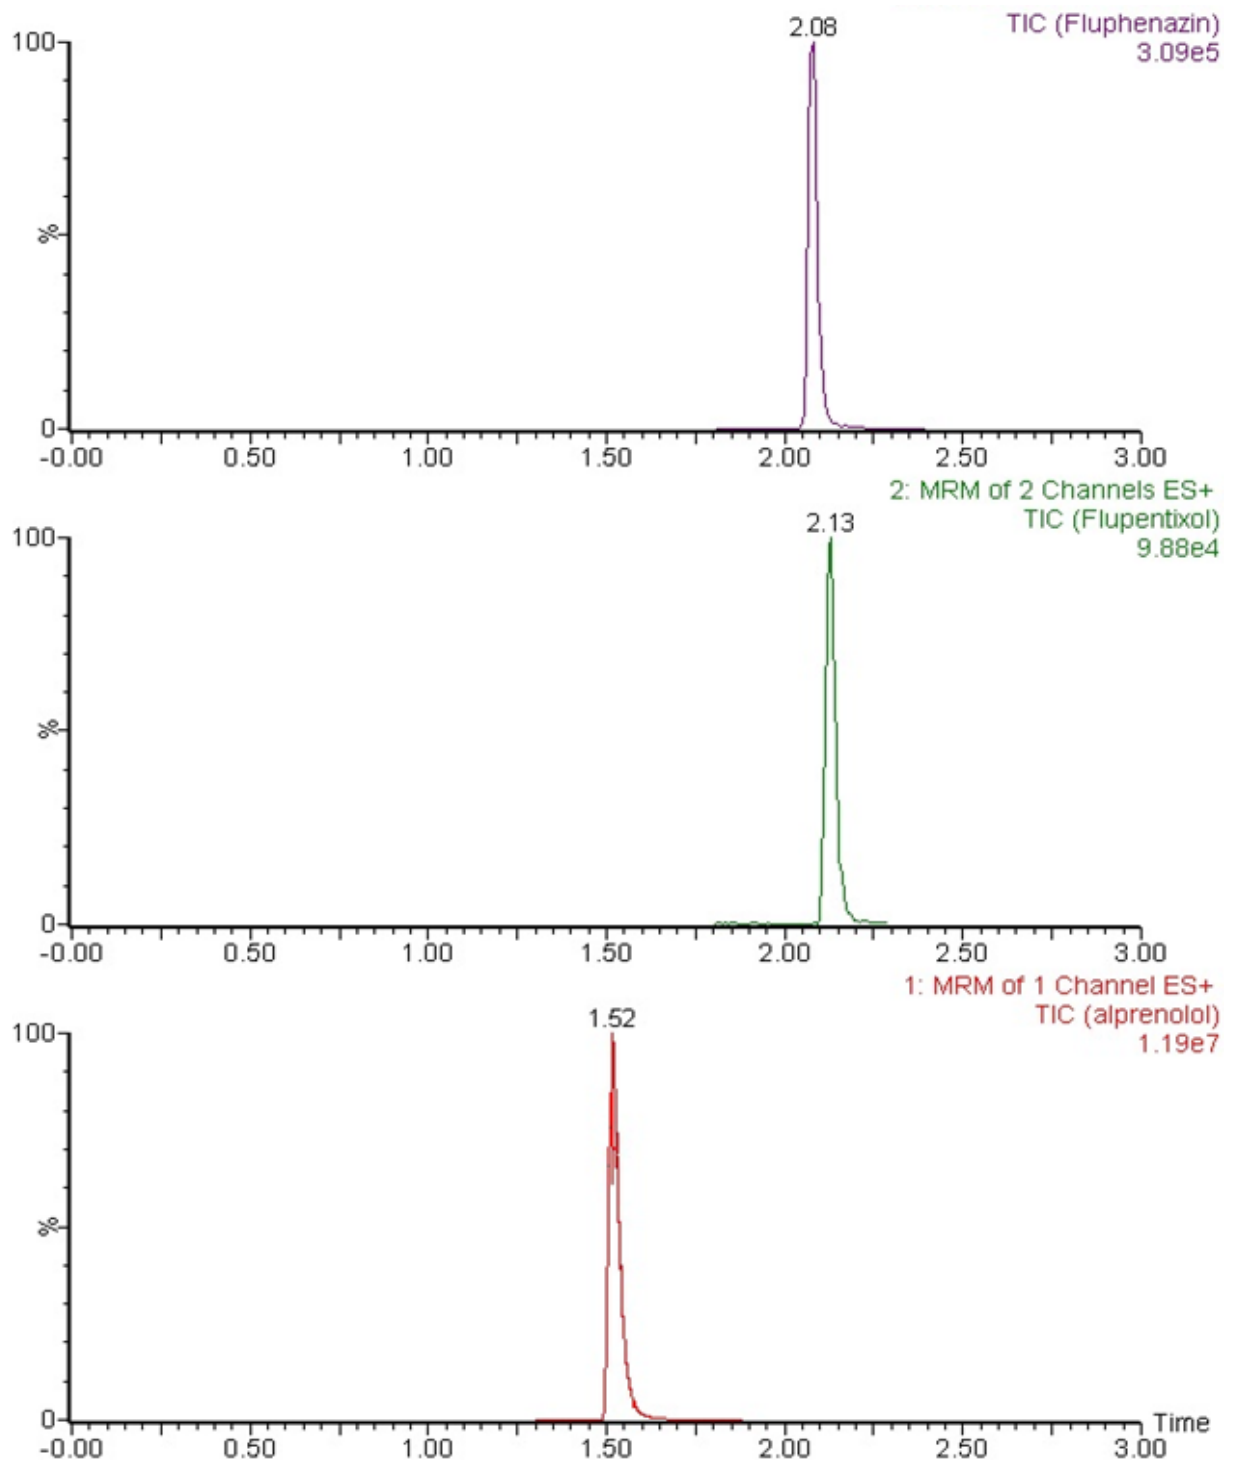 TIC (Fluphenazin)
3.09e5
2.08
100
%
0
-0.00 0.50 1.00 1.50 2.00 2.50 3.00
2: MRM of 2 Channels ES+
TIC (Flupentixol)
9.88e4
2.13
100
%
0
-0.00 0.50 1.00 1.50 2.00 2.50 3.00
1: MRM of 1 Channel ES+
TIC (alprenolol)
1.19e7
1.52
100
%
0
Time
-0.00 0.50 1.00 1.50 2.00 2.50 3.00